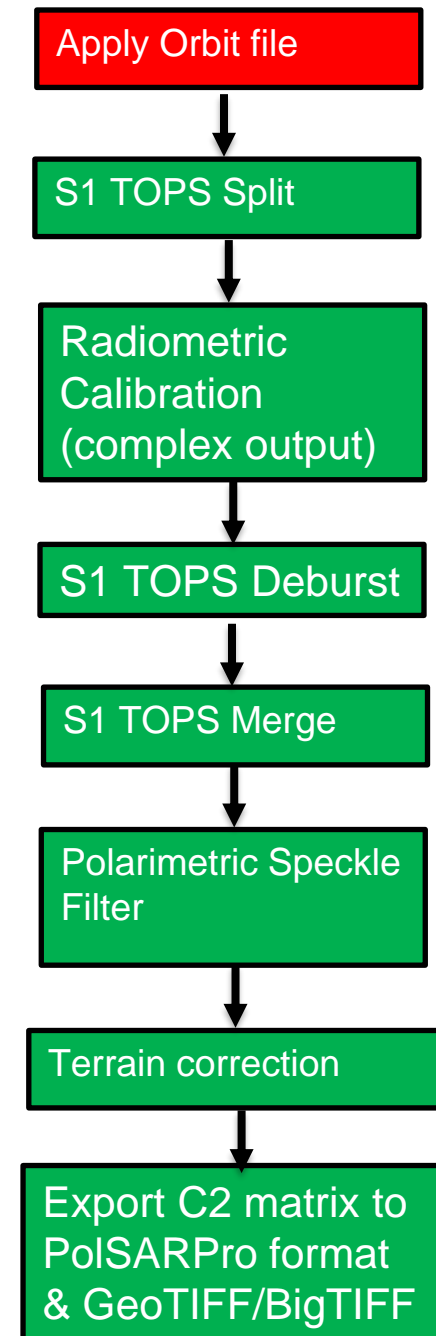 Apply Orbit file
S1 TOPS Split
Radiometric
Calibration
(complex output)
S1 TOPS Deburst
S1 TOPS Merge
Polarimetric Speckle
Filter
Terrain correction
Export C2 matrix to
PolSARPro format
& GeoTIFF/BigTIFF